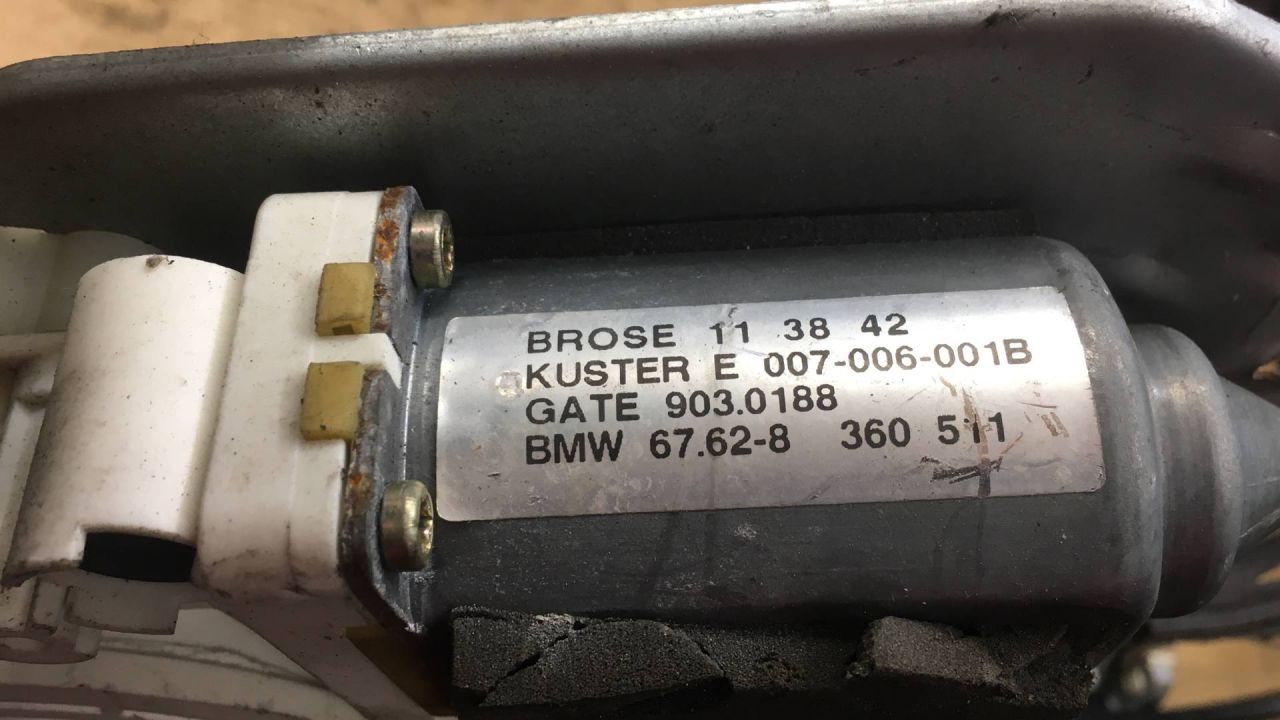 BROSE 11 38 42
KUSTER E 007-006-001B
GATE 903.0188
BMW 67.62-8 360 511